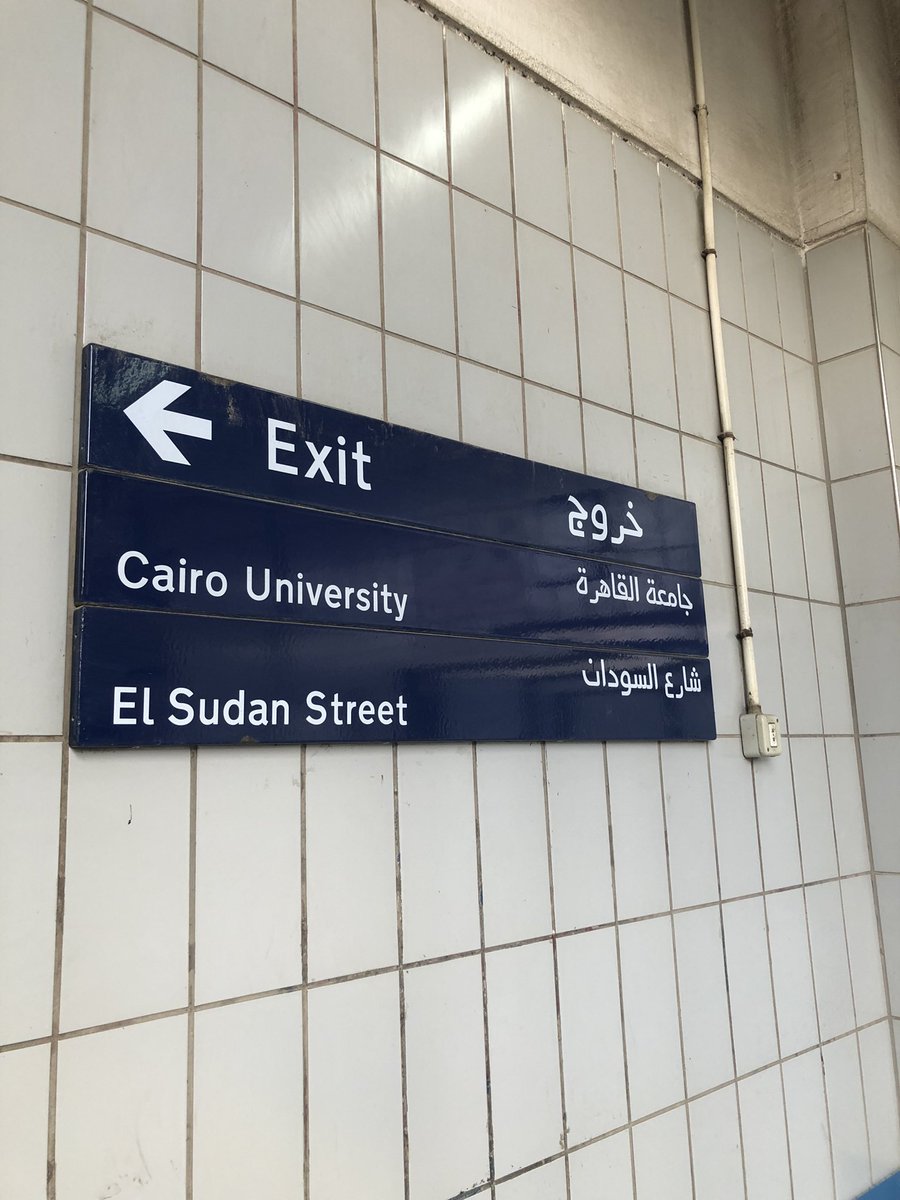 Exit خروج
Cairo University جامعة القاهرة
El Sudan Street شارع السودان